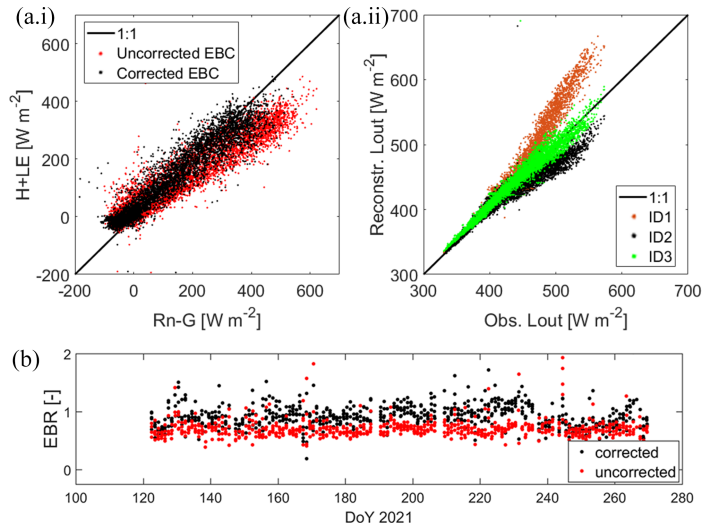 (a.i)
600
400
200
0
-200
H+LE [W m-2]
1:1
Uncorrected EBC
Corrected EBC
-200 0 200 400 600
Rn-G [W m-2]
(a.ii)
700
600
500
400
300
Reconstr. Lout
[W m-2]
1:1
ID1
ID2
ID3
300 400 500 600 700
Obs. Lout [W m-2]
(b)
2
1
0
EBR [-]
corrected
uncorrected
100 120 140 160 180 200 220 240 260 280
DoY 2021